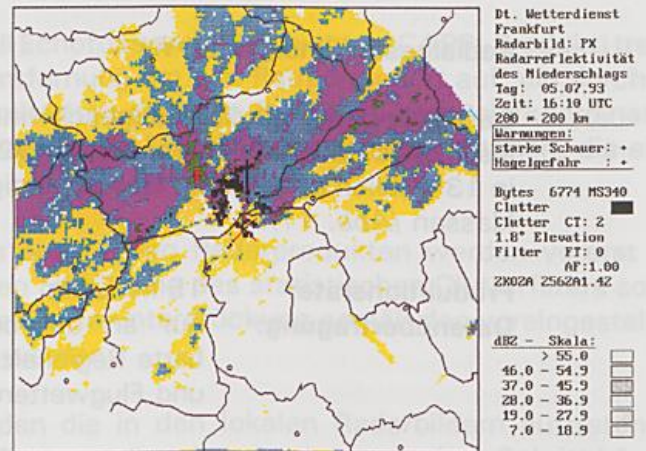 Dt. Wetterdienst
Frankfurt
Radarbild: PX
Radarreflektivität
des Niederschlags
Tag: 05.07.93
Zeit: 16:10 UTC
200 * 200 km
Warnungen:
starke Schauer: +
Hagelgefahr : +
Bytes 6774 MS340
Clutter
Clutter CT: 2
1.8° Elevation
Filter FT: 0
AF:1.00
2X02A 2562A1.42
dBZ - Skala:
> 55.0
46.0 - 54.9
37.0 - 45.9
28.0 - 36.9
19.0 - 27.9
7.0 - 18.9